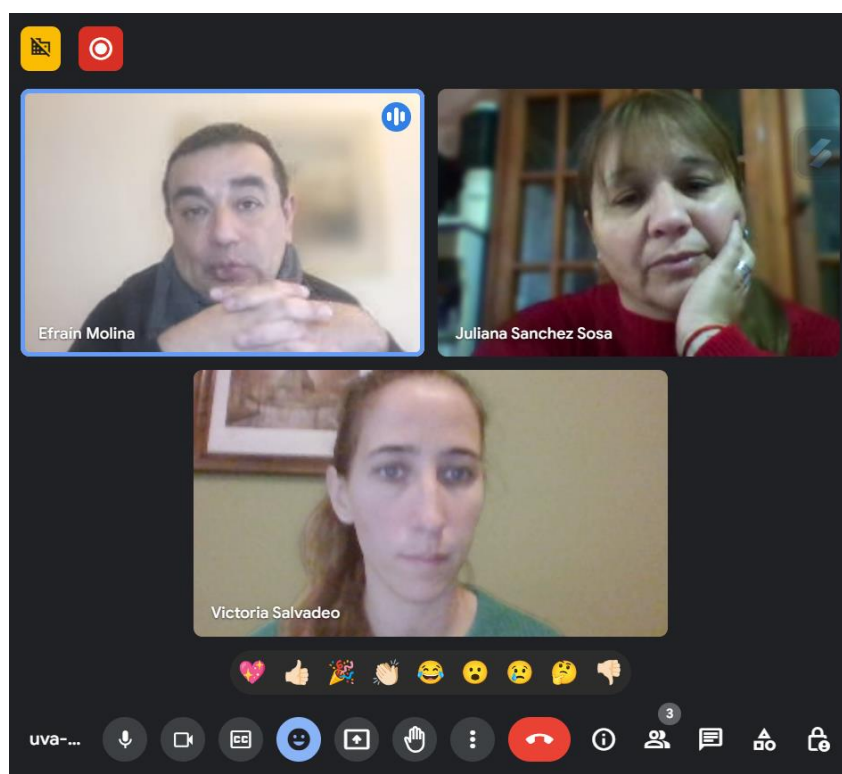 Efrain Molina
Juliana Sanchez Sosa
Victoria Salvadeo
3
uva-...
CC